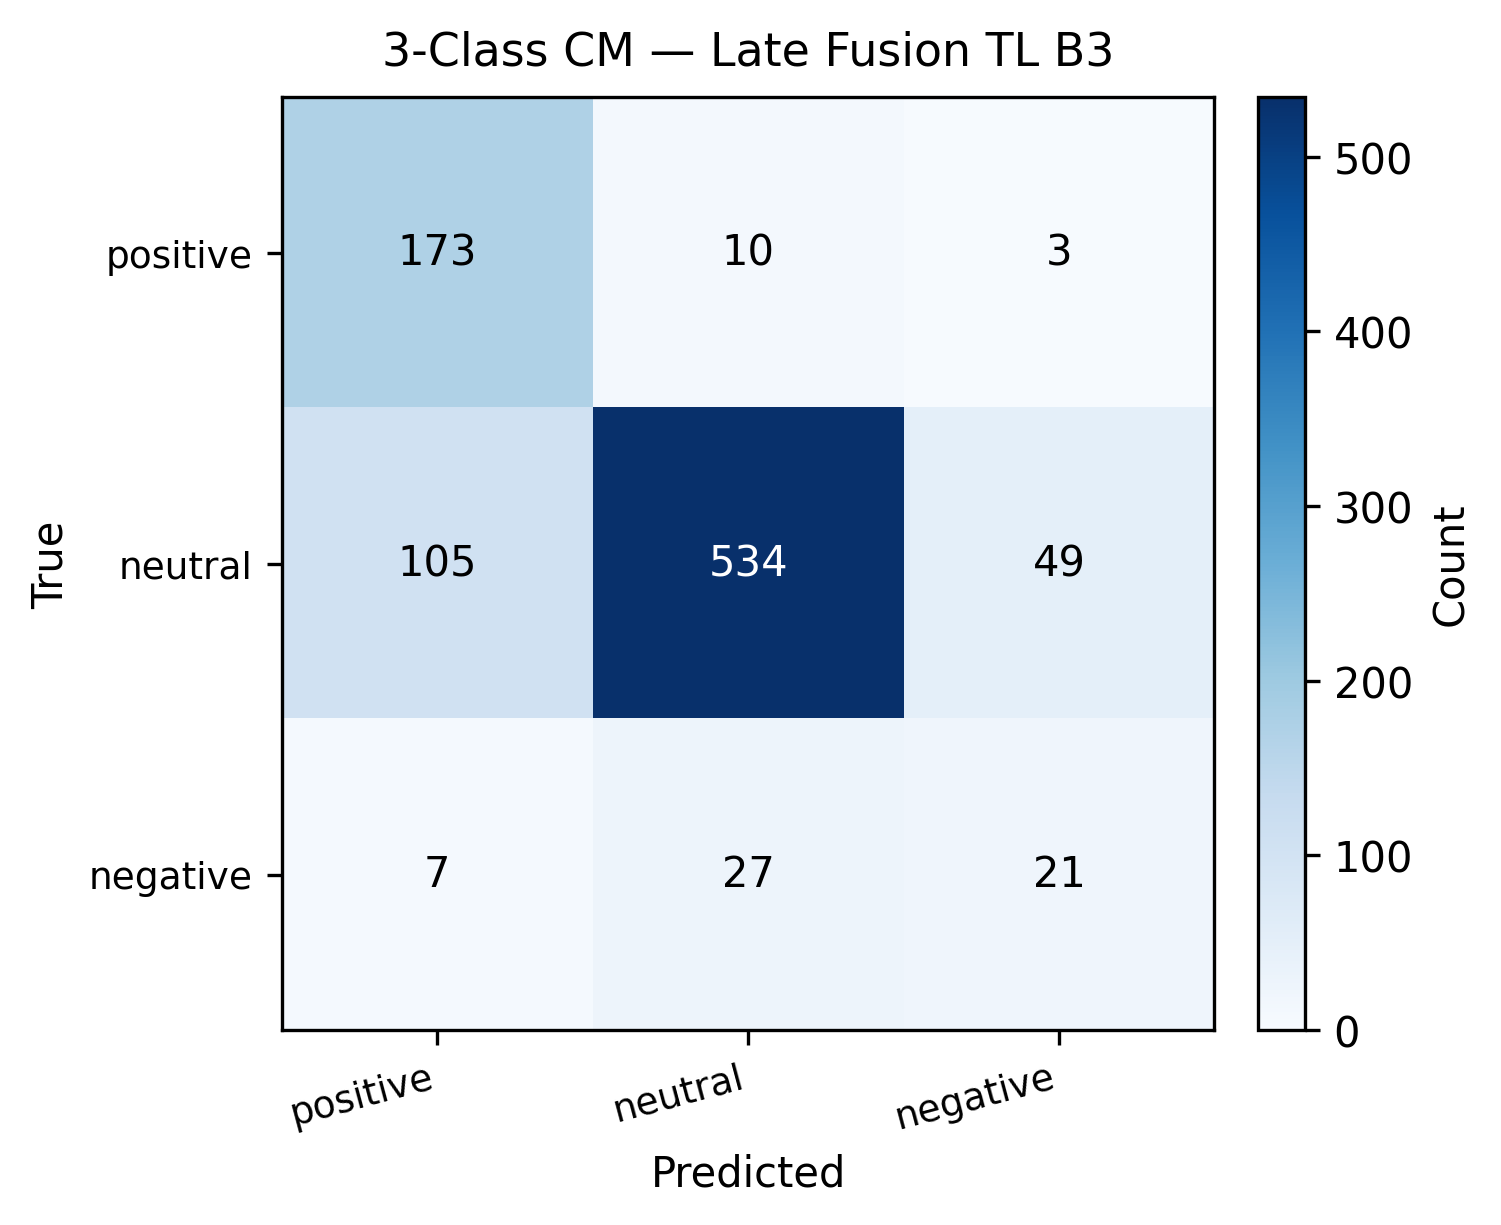 3-Class CM — Late Fusion TL B3
positive 173 10 3
neutral 105 534 49
negative 7 27 21
positive neutral negative
Predicted
True
500
400
300
200
100
0
Count